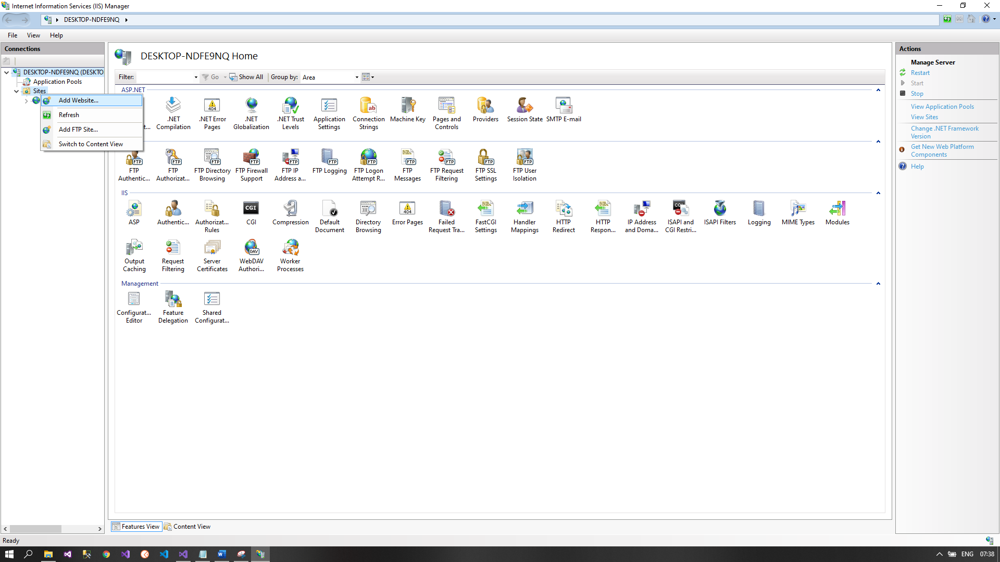 Internet Information Services (IIS) Manager
DESKTOP-NDFE9NQ
File View Help
Connections
DESKTOP-NDFE9NQ (DESKTO
Application Pools
Sites
Add Website...
Refresh
Add FTP Site...
Switch to Content View
DESKTOP-NDFE9NQ Home
Filter: Go Show All Group by: Area
ASP.NET
t...
.NET Compilation
.NET Error Pages
.NET Globalization
.NET Trust Levels
Application Settings
Connection Strings
Machine Key
Pages and Controls
Providers
Session State
SMTP E-mail
FTP Authentic...
FTP Authorizat...
FTP Directory Browsing
FTP Firewall Support
FTP IP Address a...
FTP Logging
FTP Logon Attempt R...
FTP Messages
FTP Request Filtering
FTP SSL Settings
FTP User Isolation
IIS
ASP
Authentic...
Authorizat... Rules
CGI
Compression
Default Document
Directory Browsing
Error Pages
Failed Request Tra...
FastCGI Settings
Handler Mappings
HTTP Redirect
HTTP Respon...
IP Address and Doma...
ISAPI and CGI Restri...
ISAPI Filters
Logging
MIME Types
Modules
Output Caching
Request Filtering
Server Certificates
WebDAV Authori...
Worker Processes
Management
Configurat... Editor
Feature Delegation
Shared Configurat...
Features View
Content View
Actions
Manage Server
Restart
Start
Stop
View Application Pools
View Sites
Change .NET Framework
Version
Get New Web Platform
Components
Help
Ready
ENG 07:38